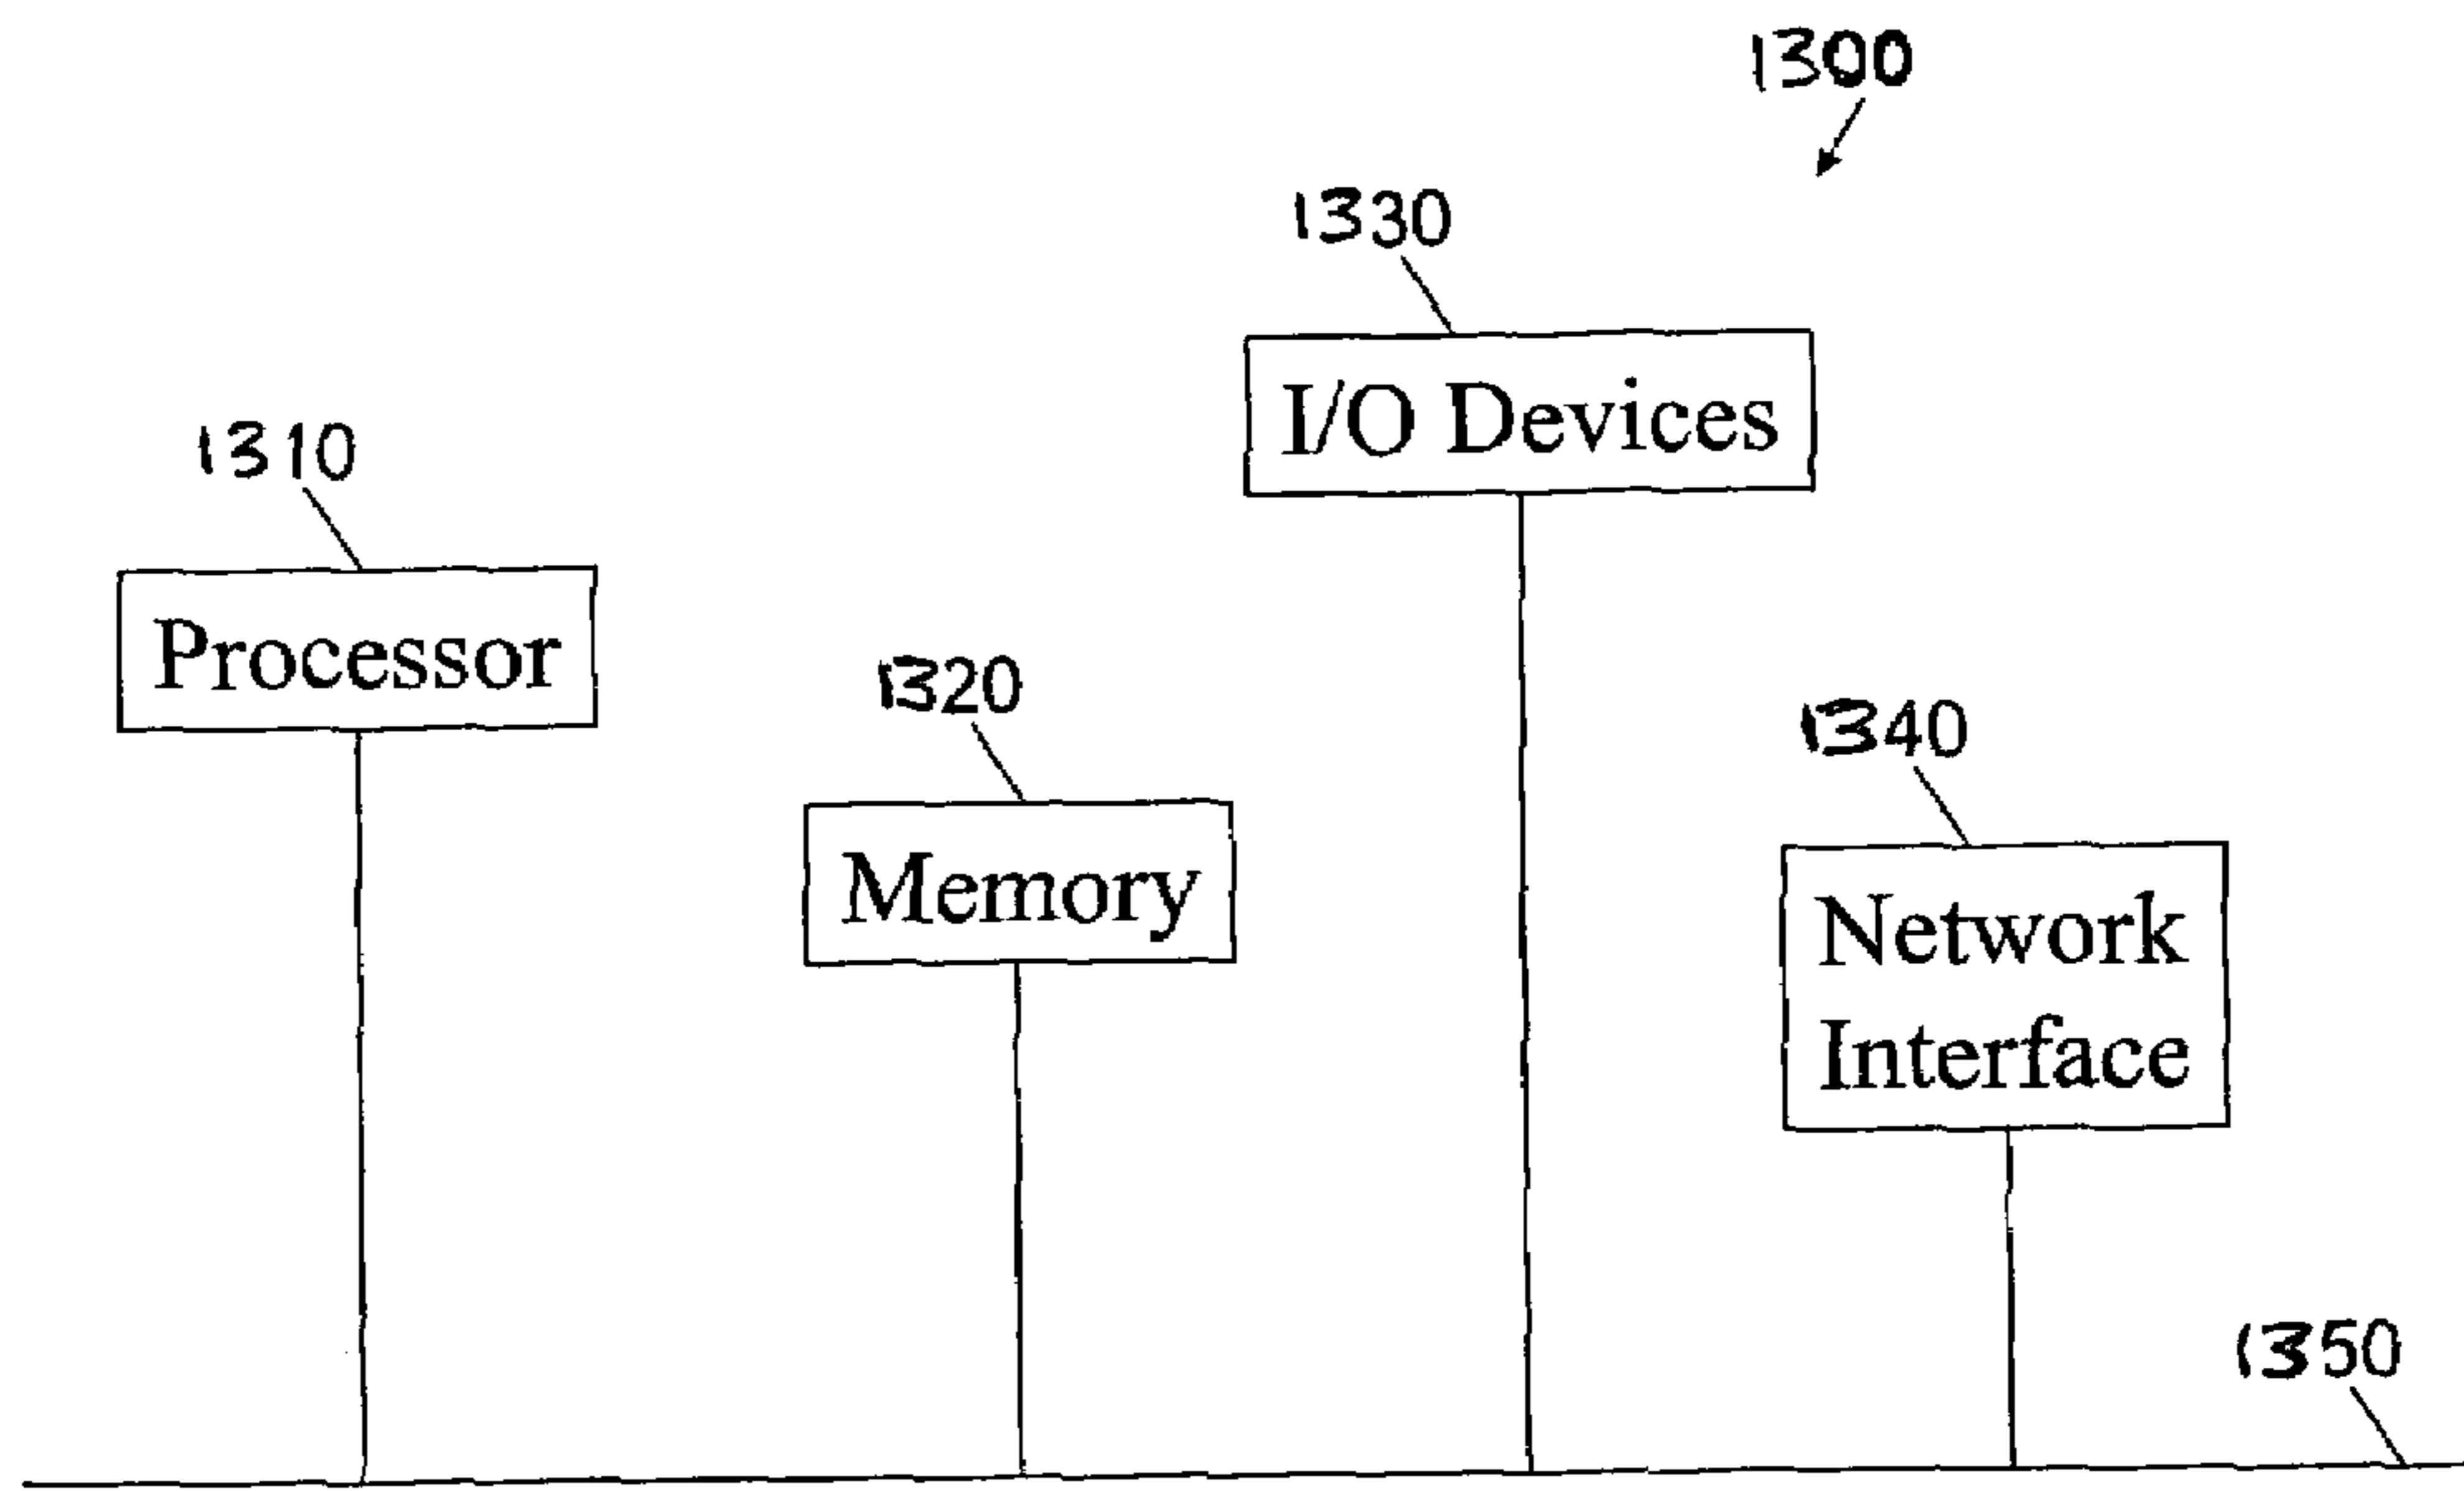 1300
1330
I/O Devices
1310
Processor
1320
Memory
1340
Network
Interface
1350